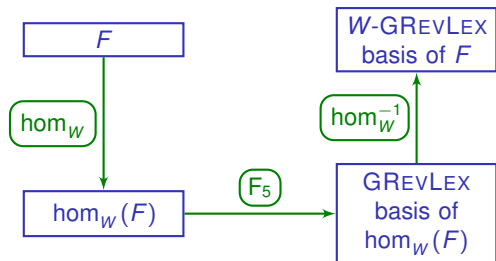 F
W-GREVLEX
basis of F
hom_W
hom_W^{-1}
F_5
hom_W(F)
GREVLEX
basis of
hom_W(F)